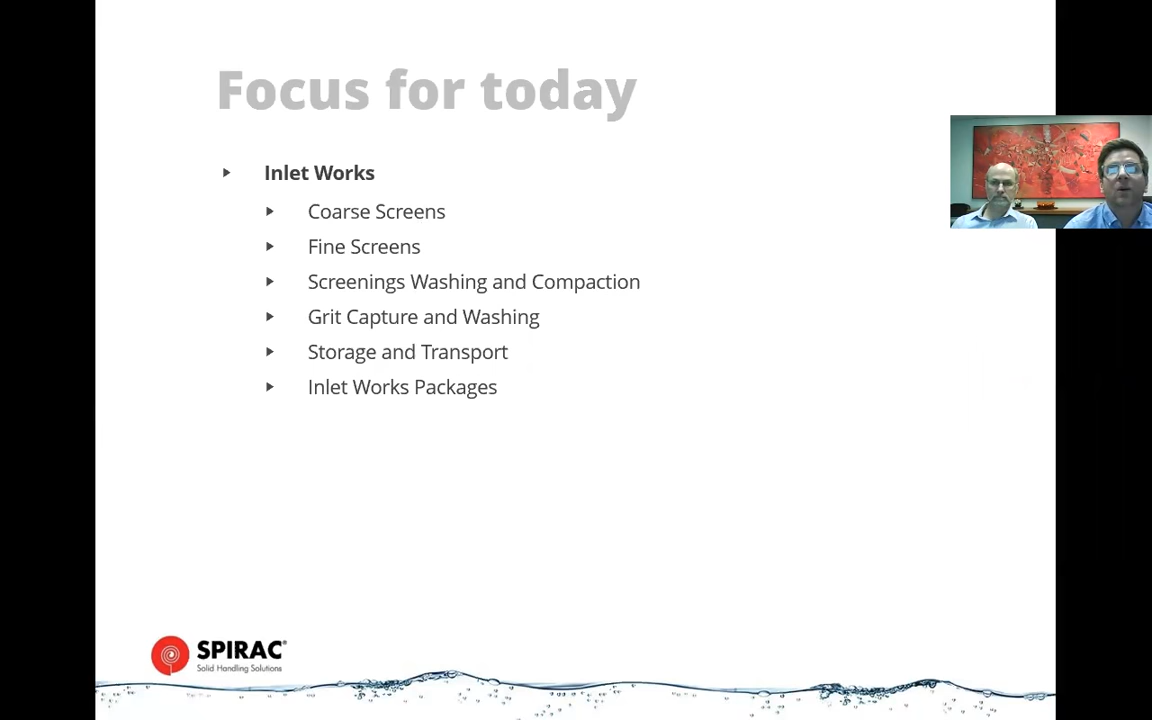 Focus for today
Inlet Works
Coarse Screens
Fine Screens
Screenings Washing and Compaction
Grit Capture and Washing
Storage and Transport
Inlet Works Packages
SPIRAC®
Solid Handling Solutions